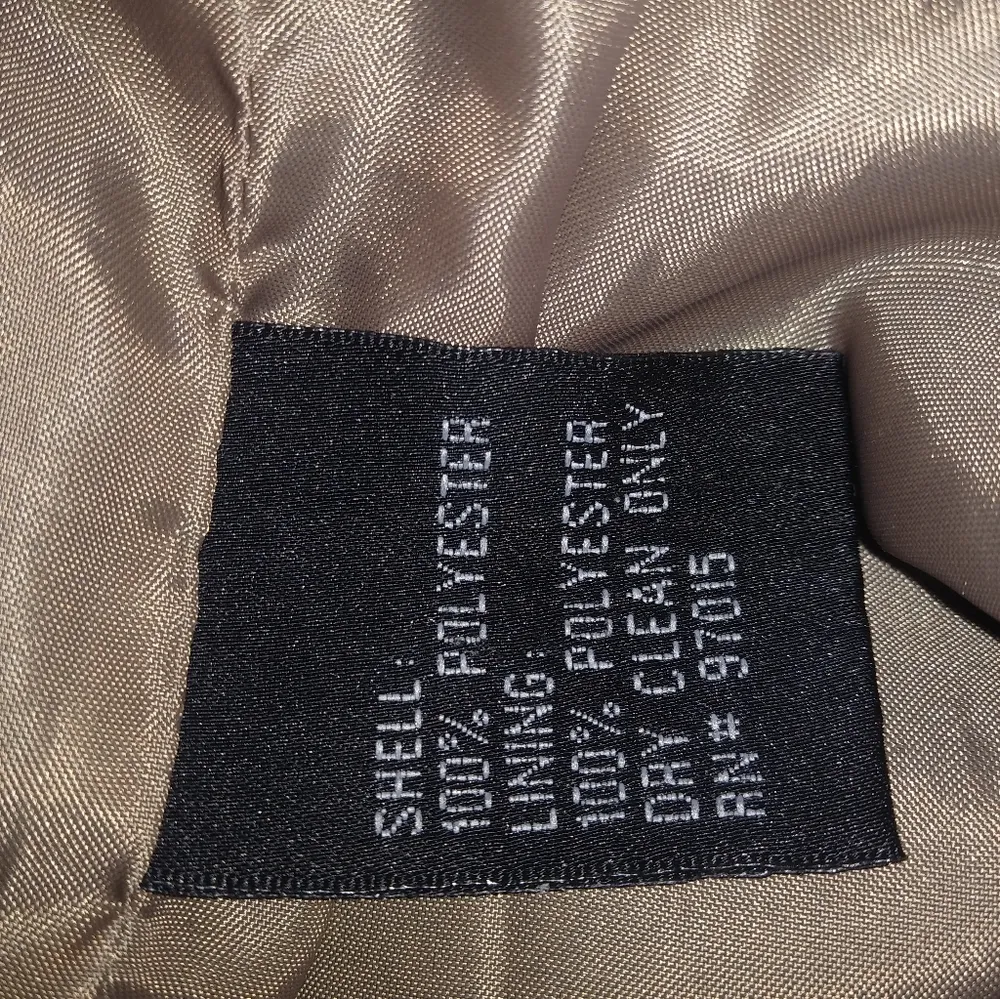 SHELL:
100% POLYESTER
LINING:
100% POLYESTER
DRY CLEAN ONLY
RN# 97015